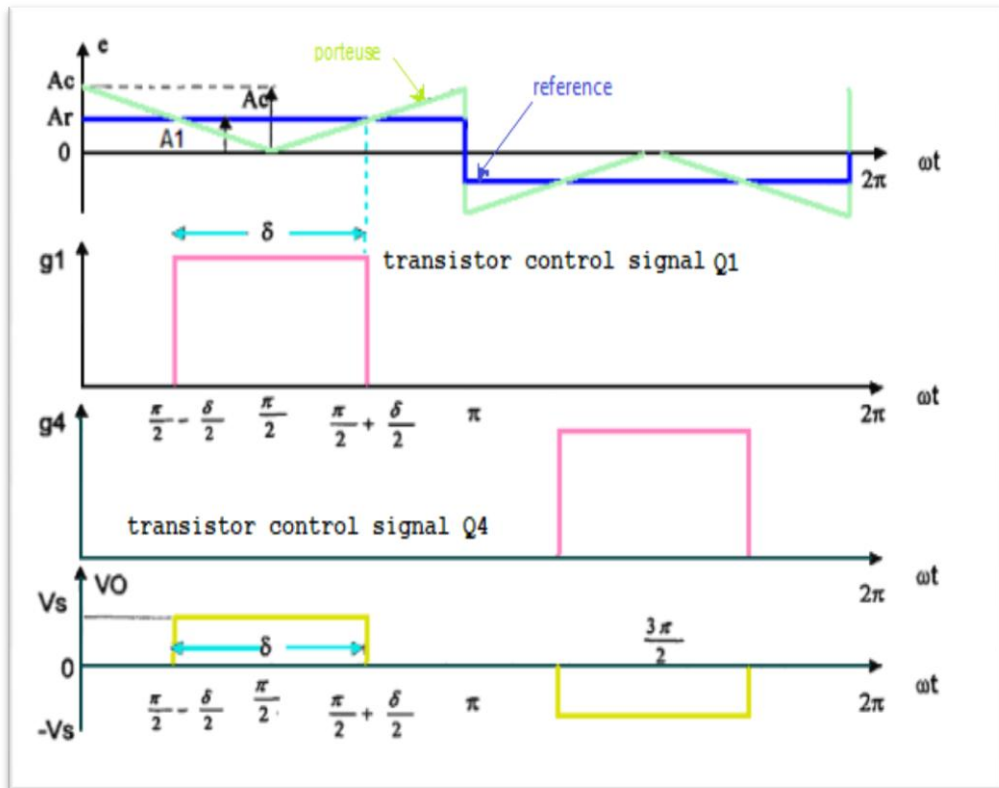 e
porteuse
Ac
Ac
reference
Ar
A1
0
ωt
2π
δ
g1
transistor control signal Q1
π/2 - δ/2 π/2 π/2 + δ/2 π 2π ωt
g4
transistor control signal Q4
2π ωt
VO
Vs
δ
3π/2
0
π/2 - δ/2 π/2 π/2 + δ/2 π 2π ωt
-Vs